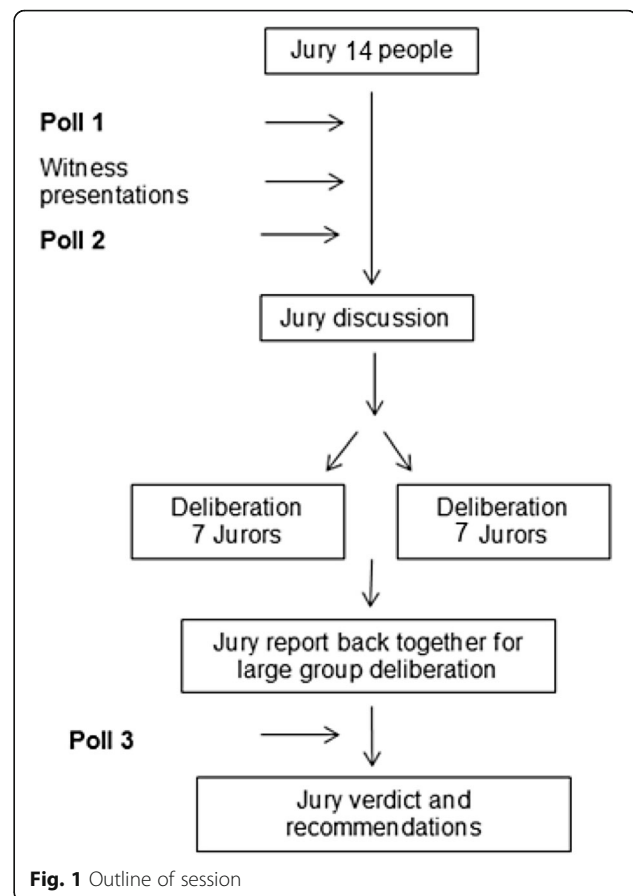 Jury 14 people
Poll 1
Witness
presentations
Poll 2
Jury discussion
Deliberation
7 Jurors
Deliberation
7 Jurors
Jury report back together for
large group deliberation
Poll 3
Jury verdict and
recommendations
Fig. 1 Outline of session